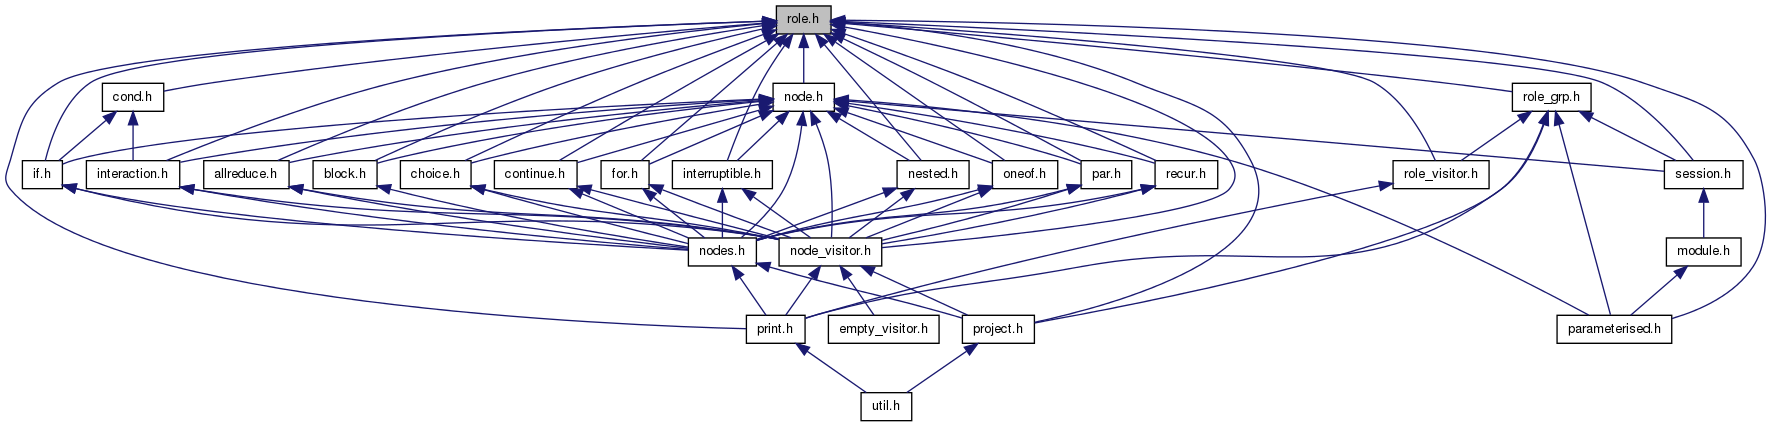 role.h
cond.h
node.h
role_grp.h
if.h
interaction.h
allreduce.h
block.h
choice.h
continue.h
for.h
interruptible.h
nested.h
oneof.h
par.h
recur.h
role_visitor.h
session.h
nodes.h
node_visitor.h
module.h
print.h
empty_visitor.h
project.h
parameterised.h
util.h